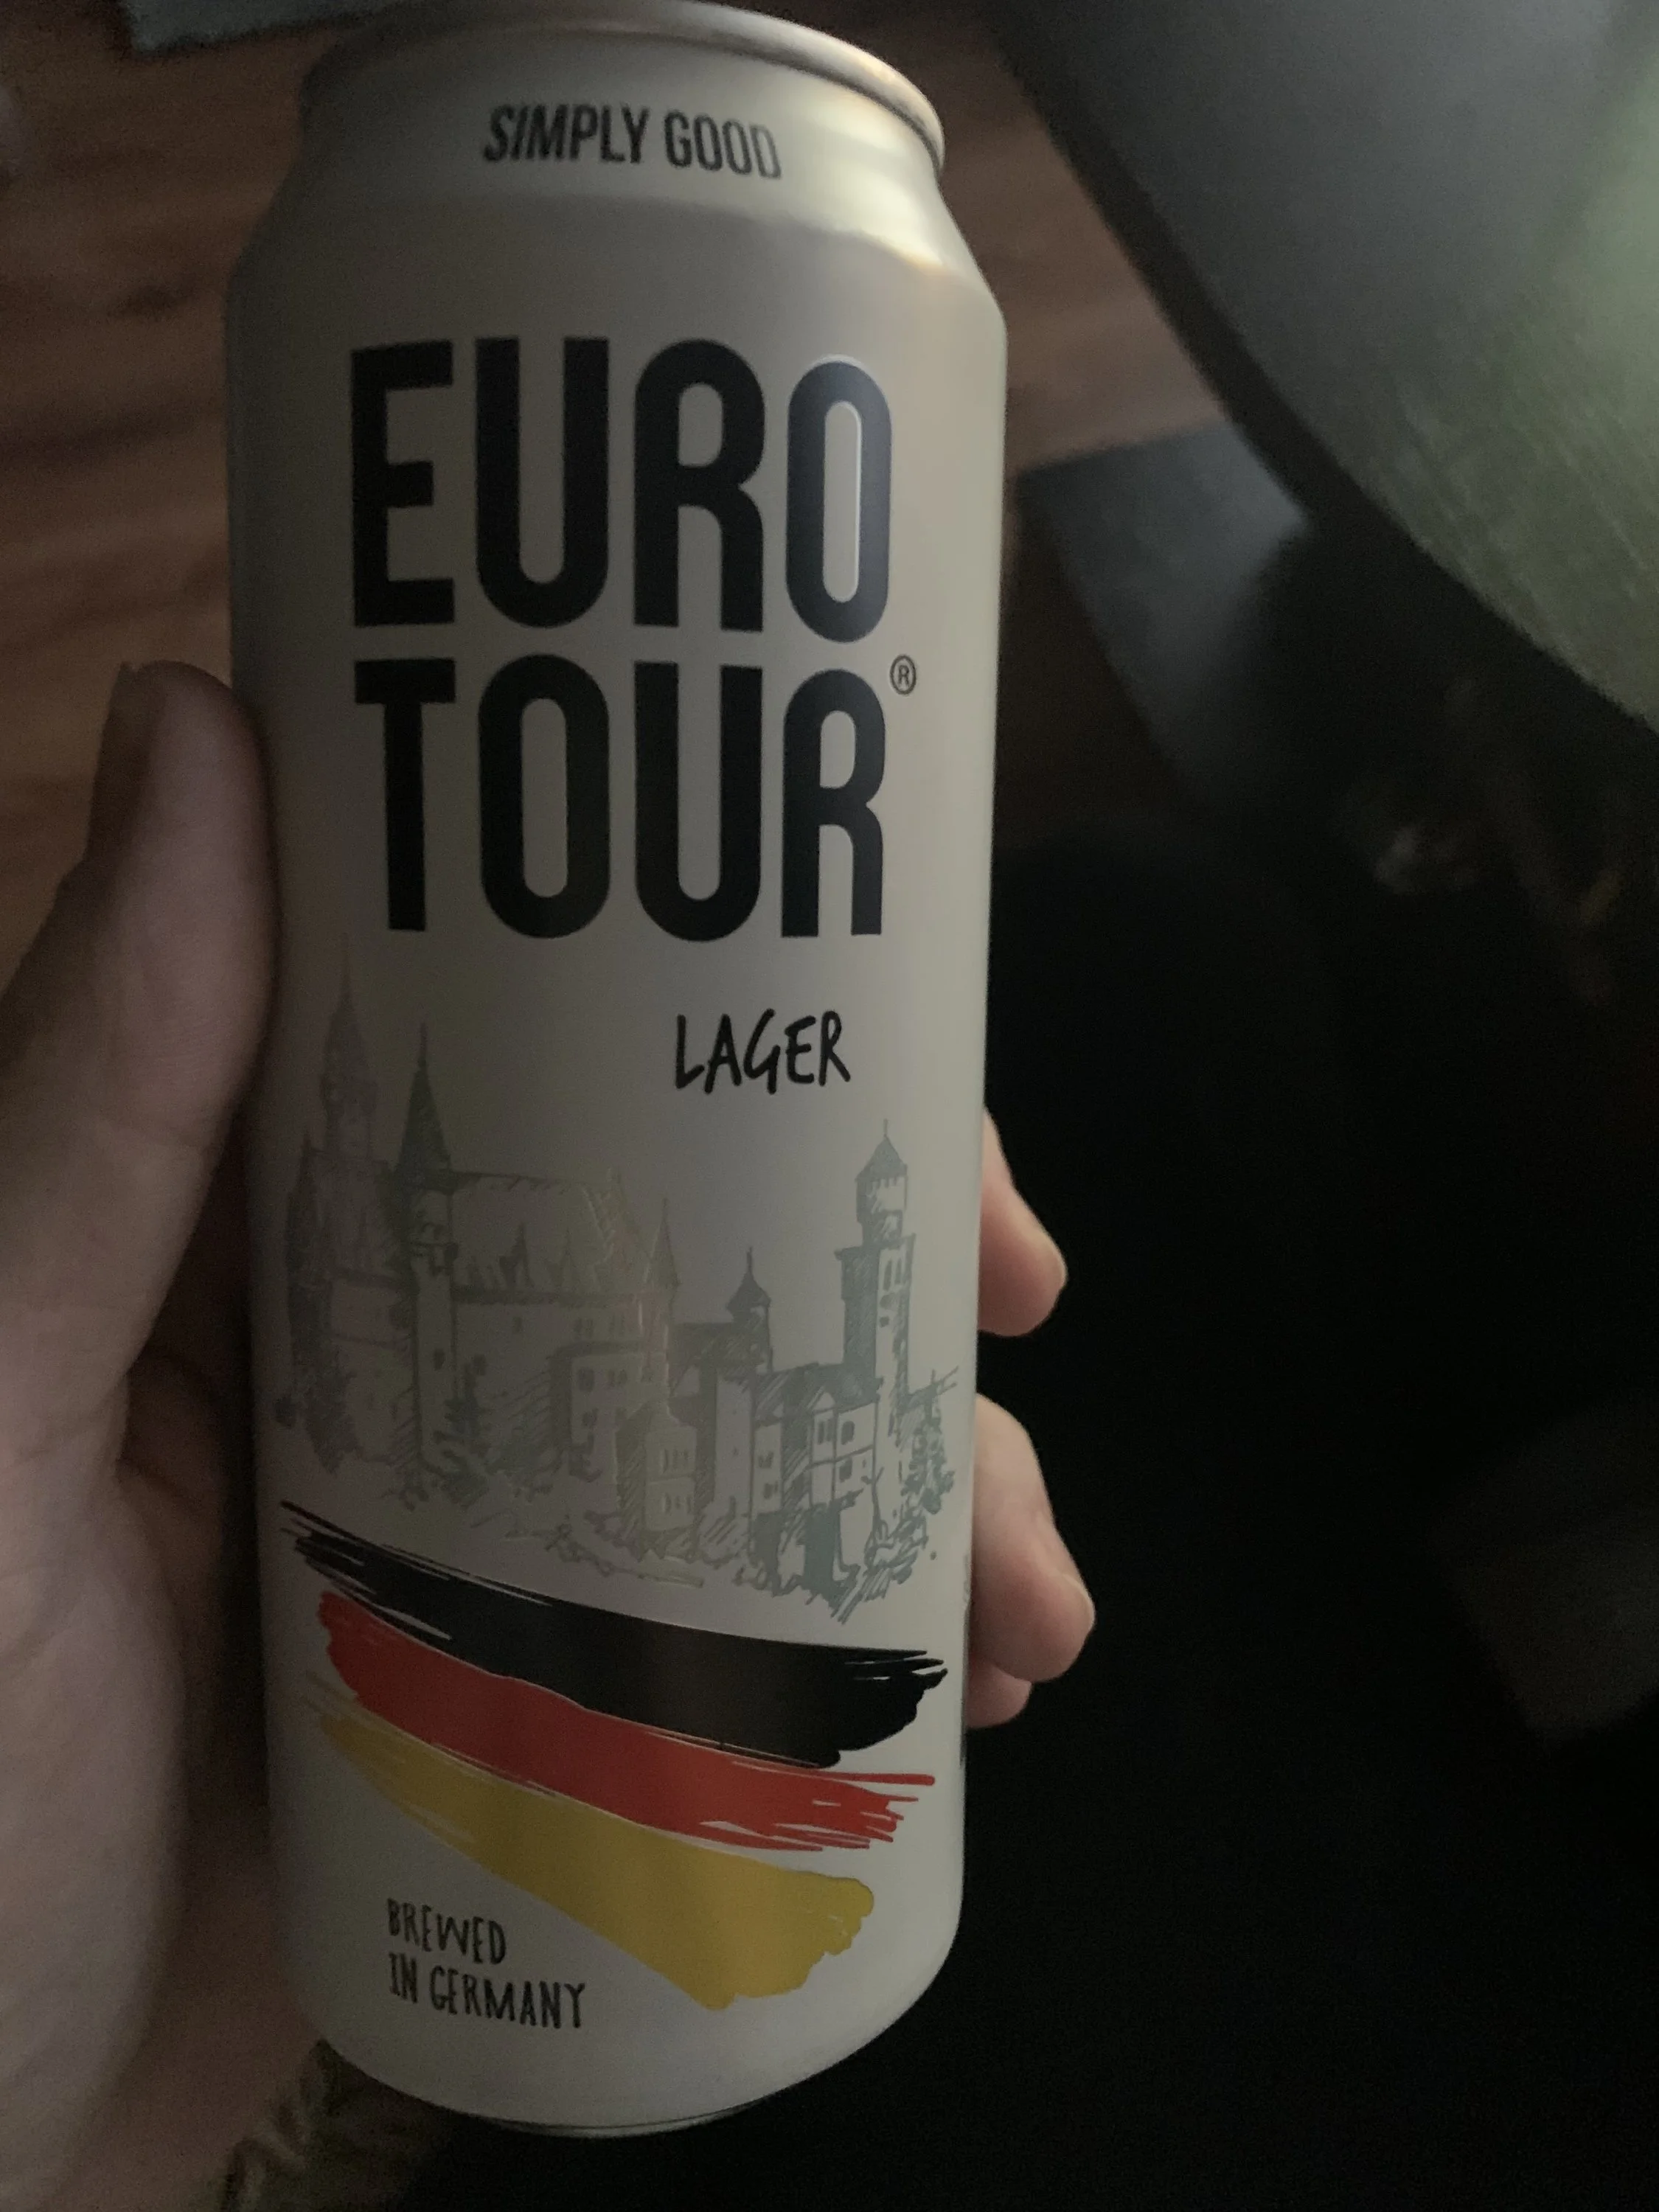 SIMPLY GOOD
EURO
TOUR®
LAGER
BREWED
IN GERMANY